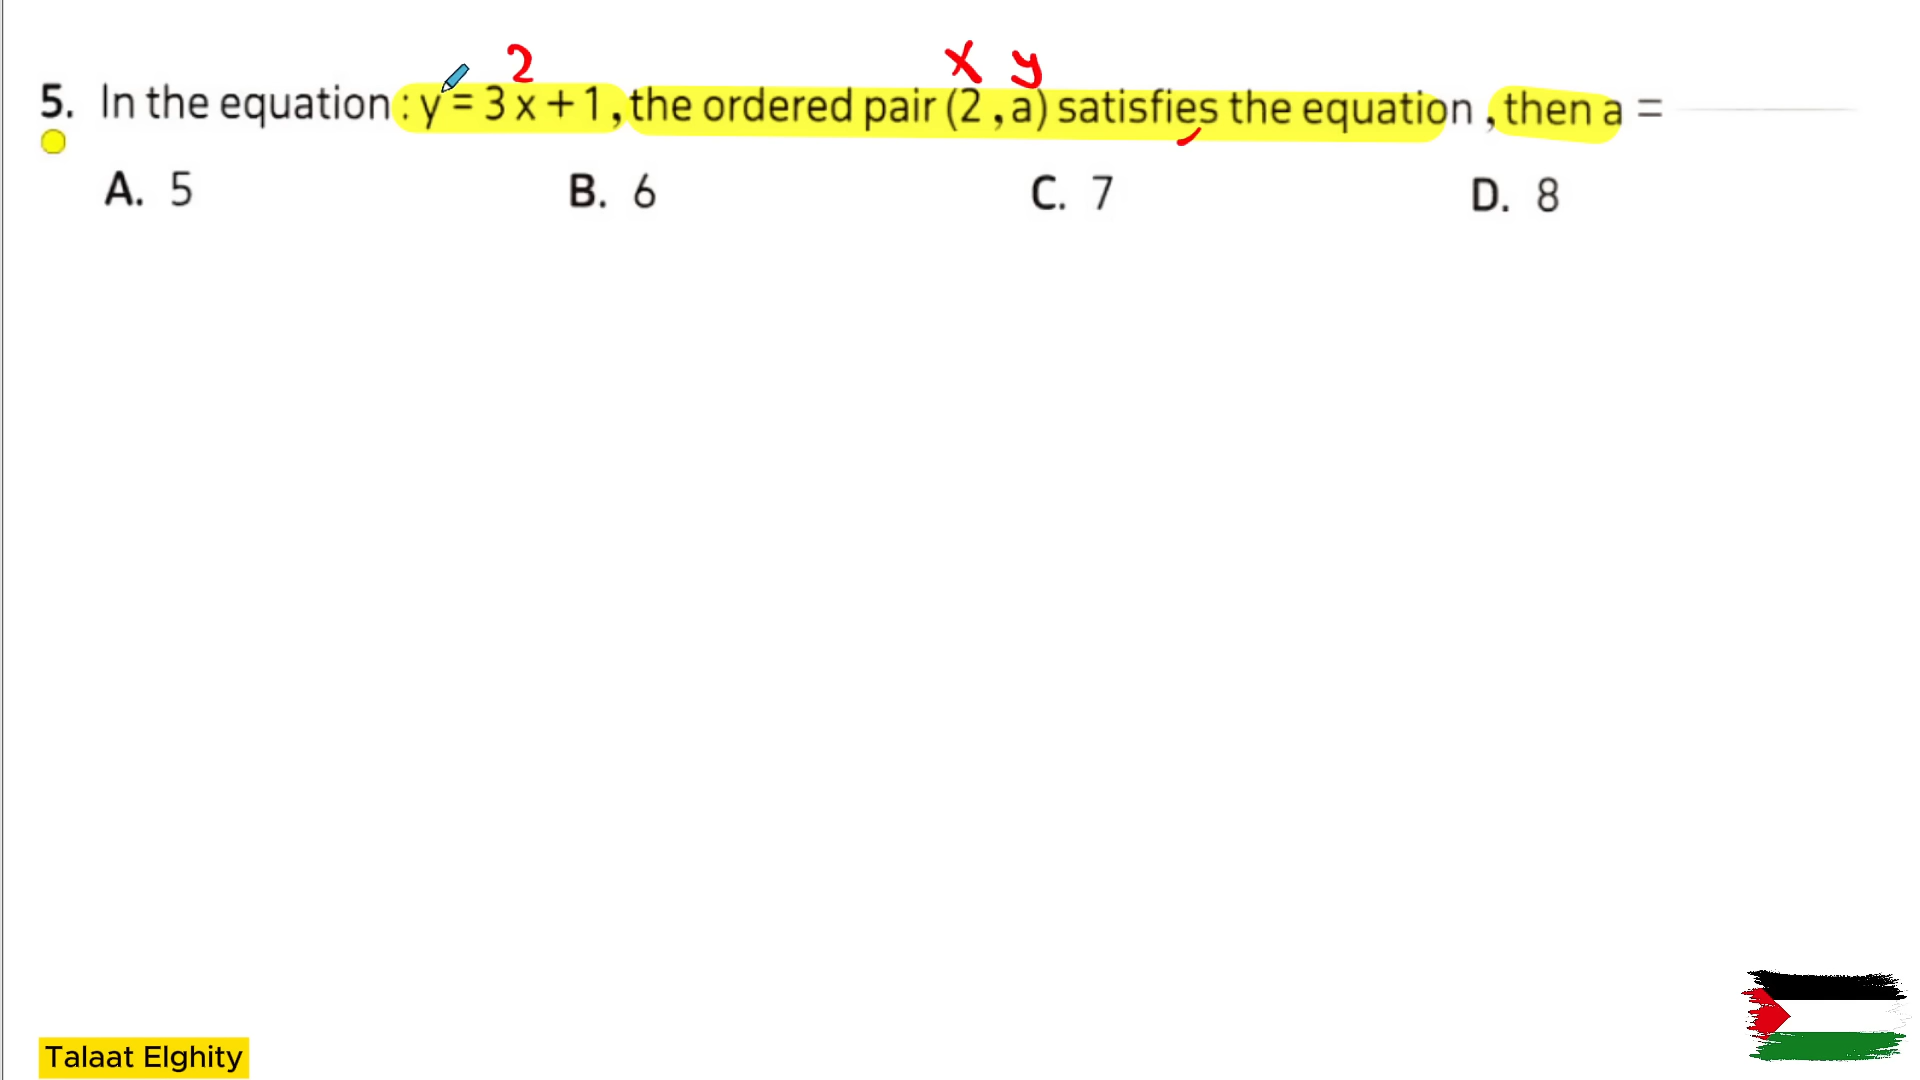 2 x y
5. In the equation : y = 3 x + 1 , the ordered pair (2 , a) satisfies the equation , then a =
A. 5 B. 6 C. 7 D. 8
Talaat Elghity